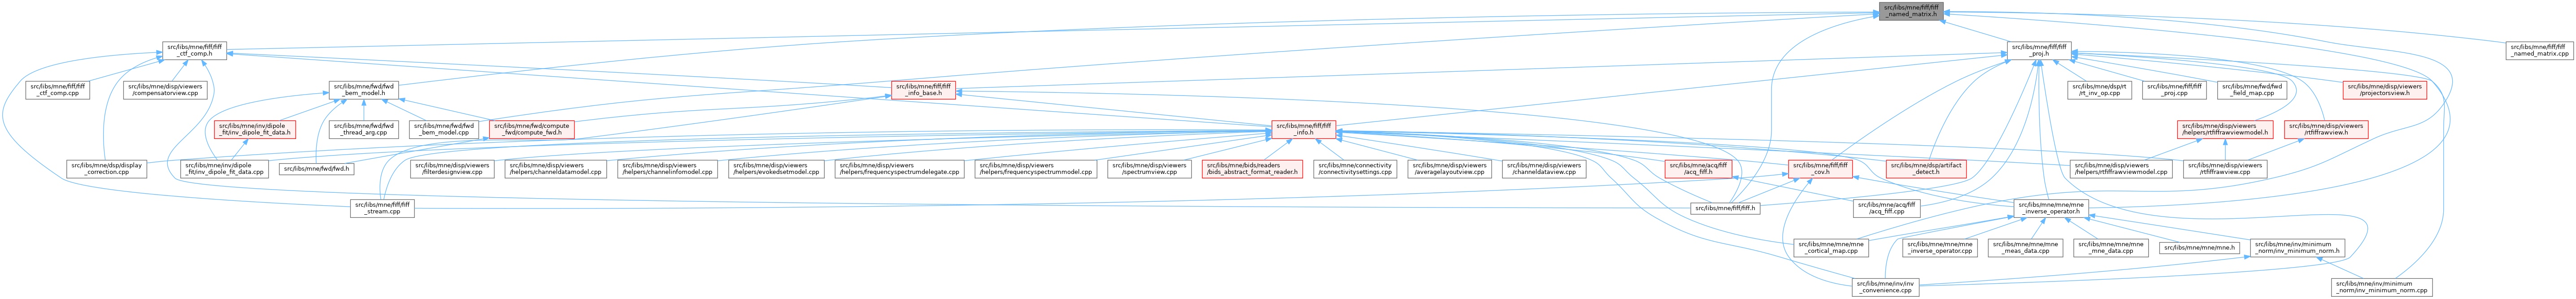 src/libs/mne/fiff/fiff
_named_matrix.h
src/libs/mne/fiff/fiff
_ctf_comp.h
src/libs/mne/fiff/fiff
_proj.h
src/libs/mne/fiff/fiff
_named_matrix.cpp
src/libs/mne/fiff/fiff
_ctf_comp.cpp
src/libs/mne/disp/viewers
/compensatorview.cpp
src/libs/mne/fwd/fwd
_bem_model.h
src/libs/mne/fiff/fiff
_info_base.h
src/libs/mne/dsp/rt
/rt_inv_op.cpp
src/libs/mne/fiff/fiff
_proj.cpp
src/libs/mne/fwd/fwd
_field_map.cpp
src/libs/mne/disp/viewers
/projectorsview.h
src/libs/mne/inv/dipole
_fit/inv_dipole_fit_data.h
src/libs/mne/fwd/fwd
_thread_arg.cpp
src/libs/mne/fwd/fwd
_bem_model.cpp
src/libs/mne/fwd/compute
_fwd/compute_fwd.h
src/libs/mne/fiff/fiff
_info.h
src/libs/mne/disp/viewers
/helpers/rtfiffrawviewmodel.h
src/libs/mne/disp/viewers
/rtfiffrawview.h
src/libs/mne/dsp/display
_correction.cpp
src/libs/mne/inv/dipole
_fit/inv_dipole_fit_data.cpp
src/libs/mne/fwd/fwd.h
src/libs/mne/disp/viewers
/filterdesignview.cpp
src/libs/mne/disp/viewers
/helpers/channeldatamodel.cpp
src/libs/mne/disp/viewers
/helpers/channelinfomodel.cpp
src/libs/mne/disp/viewers
/helpers/evokedsetmodel.cpp
src/libs/mne/disp/viewers
/helpers/frequencyspectrumdelegate.cpp
src/libs/mne/disp/viewers
/helpers/frequencyspectrummodel.cpp
src/libs/mne/disp/viewers
/spectrumview.cpp
src/libs/mne/bids/readers
/bids_abstract_format_reader.h
src/libs/mne/connectivity
/connectivitysettings.cpp
src/libs/mne/disp/viewers
/averagelayoutview.cpp
src/libs/mne/disp/viewers
/channeldataview.cpp
src/libs/mne/acq/fiff
/acq_fiff.h
src/libs/mne/fiff/fiff
_cov.h
src/libs/mne/dsp/artifact
_detect.h
src/libs/mne/disp/viewers
/helpers/rtfiffrawviewmodel.cpp
src/libs/mne/disp/viewers
/rtfiffrawview.cpp
src/libs/mne/fiff/fiff
_stream.cpp
src/libs/mne/fiff/fiff.h
src/libs/mne/acq/fiff
/acq_fiff.cpp
src/libs/mne/mne/mne
_inverse_operator.h
src/libs/mne/mne/mne
_cortical_map.cpp
src/libs/mne/mne/mne
_inverse_operator.cpp
src/libs/mne/mne/mne
_meas_data.cpp
src/libs/mne/mne/mne
_mne_data.cpp
src/libs/mne/mne/mne.h
src/libs/mne/inv/minimum
_norm/inv_minimum_norm.h
src/libs/mne/inv/inv
_convenience.cpp
src/libs/mne/inv/minimum
_norm/inv_minimum_norm.cpp